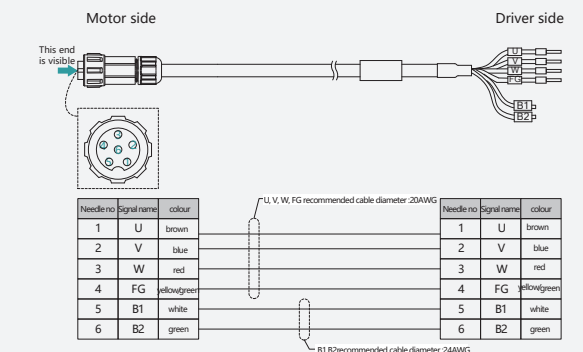 Motor side
Driver side
This end
is visible
U
V
W
FG
B1
B2
U, V, W, FG recommended cable diameter :20AWG
Needle no Signal name colour
1 U brown
2 V blue
3 W red
4 FG yellow/green
5 B1 white
6 B2 green
Needle no Signal name colour
1 U brown
2 V blue
3 W red
4 FG yellow/green
5 B1 white
6 B2 green
B1 B2recommended cable diameter :24AWG